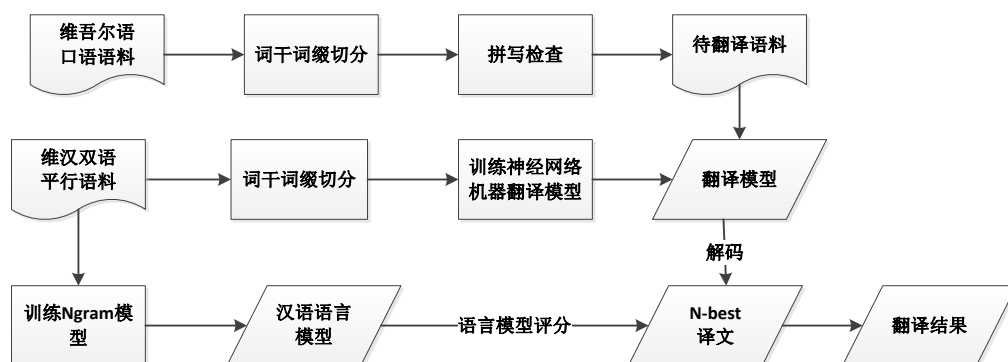 维吾尔语
口语语料
词干词缀切分
拼写检查
待翻译语料
维汉双语
平行语料
词干词缀切分
训练神经网络
机器翻译模型
翻译模型
解码
训练Ngram模
型
汉语语言
模型
语言模型评分
N-best
译文
翻译结果